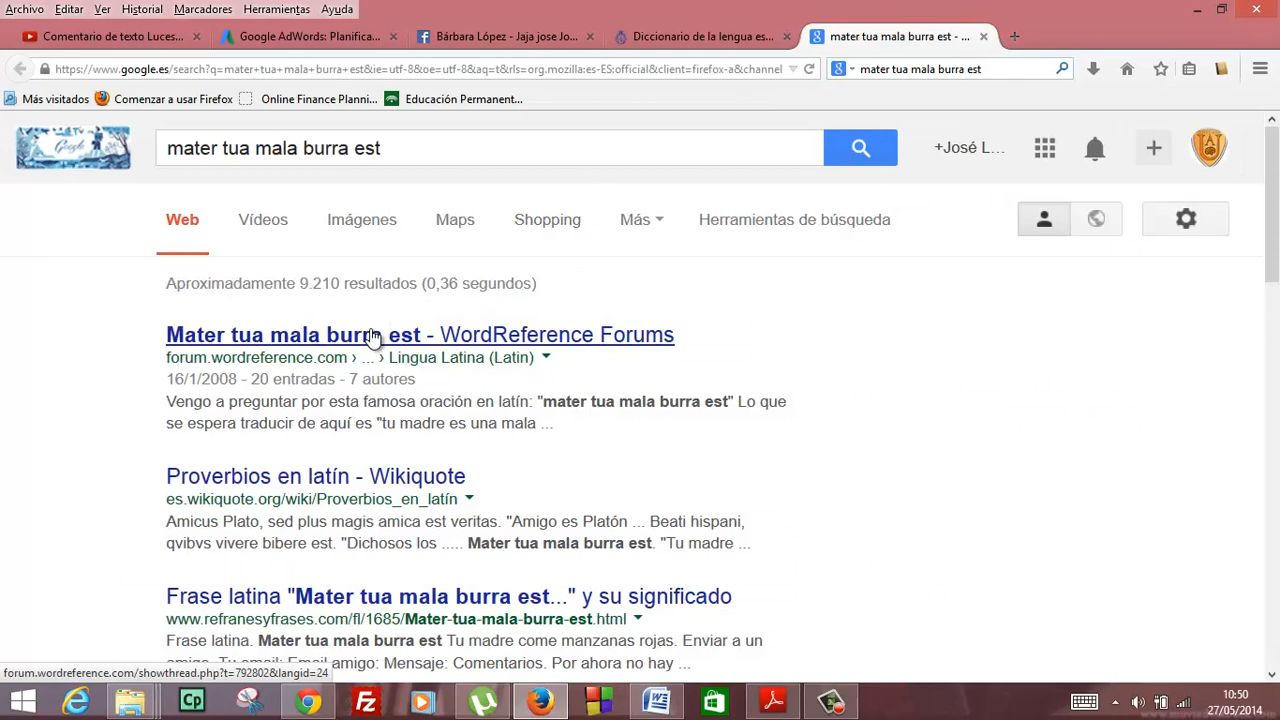 Archivo Editar Ver Historial Marcadores Herramientas Ayuda
Comentario de texto Luces... Google AdWords: Planifica... Bárbara López - Jaja jose Jo... Diccionario de la lengua es... mater tua mala burra est - ...
https://www.google.es/search?q=mater+tua+mala+burra+est&ie=utf-8&oe=utf-8&aq=t&rls=org.mozilla:es-ES:official&client=firefox-a&channel mater tua mala burra est
Más visitados Comenzar a usar Firefox Online Finance Planni... Educación Permanent...
Google mater tua mala burra est +José L...
Web Vídeos Imágenes Maps Shopping Más Herramientas de búsqueda
Aproximadamente 9.210 resultados (0,36 segundos)
Mater tua mala burra est - WordReference Forums
forum.wordreference.com › ... › Lingua Latina (Latin)
16/1/2008 - 20 entradas - 7 autores
Vengo a preguntar por esta famosa oración en latín: "mater tua mala burra est" Lo que
se espera traducir de aquí es "tu madre es una mala ...
Proverbios en latín - Wikiquote
es.wikiquote.org/wiki/Proverbios_en_latín
Amicus Plato, sed plus magis amica est veritas. "Amigo es Platón ... Beati hispani,
qvibvs vivere bibere est. "Dichosos los ..... Mater tua mala burra est. "Tu madre ...
Frase latina "Mater tua mala burra est..." y su significado
www.refranesyfrases.com/fl/1685/Mater-tua-mala-burra-est.html
Frase latina. Mater tua mala burra est Tu madre come manzanas rojas. Enviar a un
amigo. Tu email: Email amigo: Mensaje: Comentarios. Por ahora no hay ...
forum.wordreference.com/showthread.php?t=792802&langid=24
Cp FZ 10:50
27/05/2014